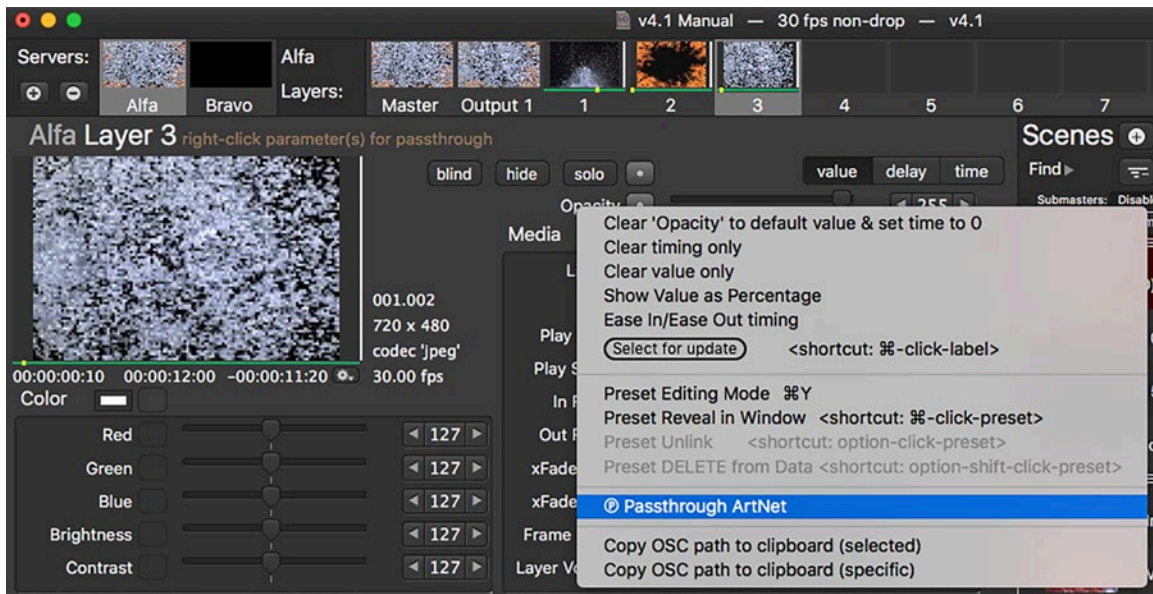 v4.1 Manual — 30 fps non-drop — v4.1
Servers:
Alfa
Bravo
Alfa
Layers:
Master
Output 1
1
2
3
4
5
6
7
Alfa Layer 3 right-click parameter(s) for passthrough
Scenes
blind
hide
solo
value
delay
time
Find
Submasters:
Opacity
255
Media
001.002
720 x 480
codec 'jpeg'
30.00 fps
00:00:00:10 00:00:12:00 -00:00:11:20
Color
Red
127
Green
127
Blue
127
Brightness
127
Contrast
127
Play
Play S
In F
Out F
xFade
xFade
Frame
Layer Vo
Clear 'Opacity' to default value & set time to 0
Clear timing only
Clear value only
Show Value as Percentage
Ease In/Ease Out timing
Select for update <shortcut: ⌘-click-label>
Preset Editing Mode ⌘Y
Preset Reveal in Window <shortcut: ⌘-click-preset>
Preset Unlink <shortcut: option-click-preset>
Preset DELETE from Data <shortcut: option-shift-click-preset>
Ⓟ Passthrough ArtNet
Copy OSC path to clipboard (selected)
Copy OSC path to clipboard (specific)